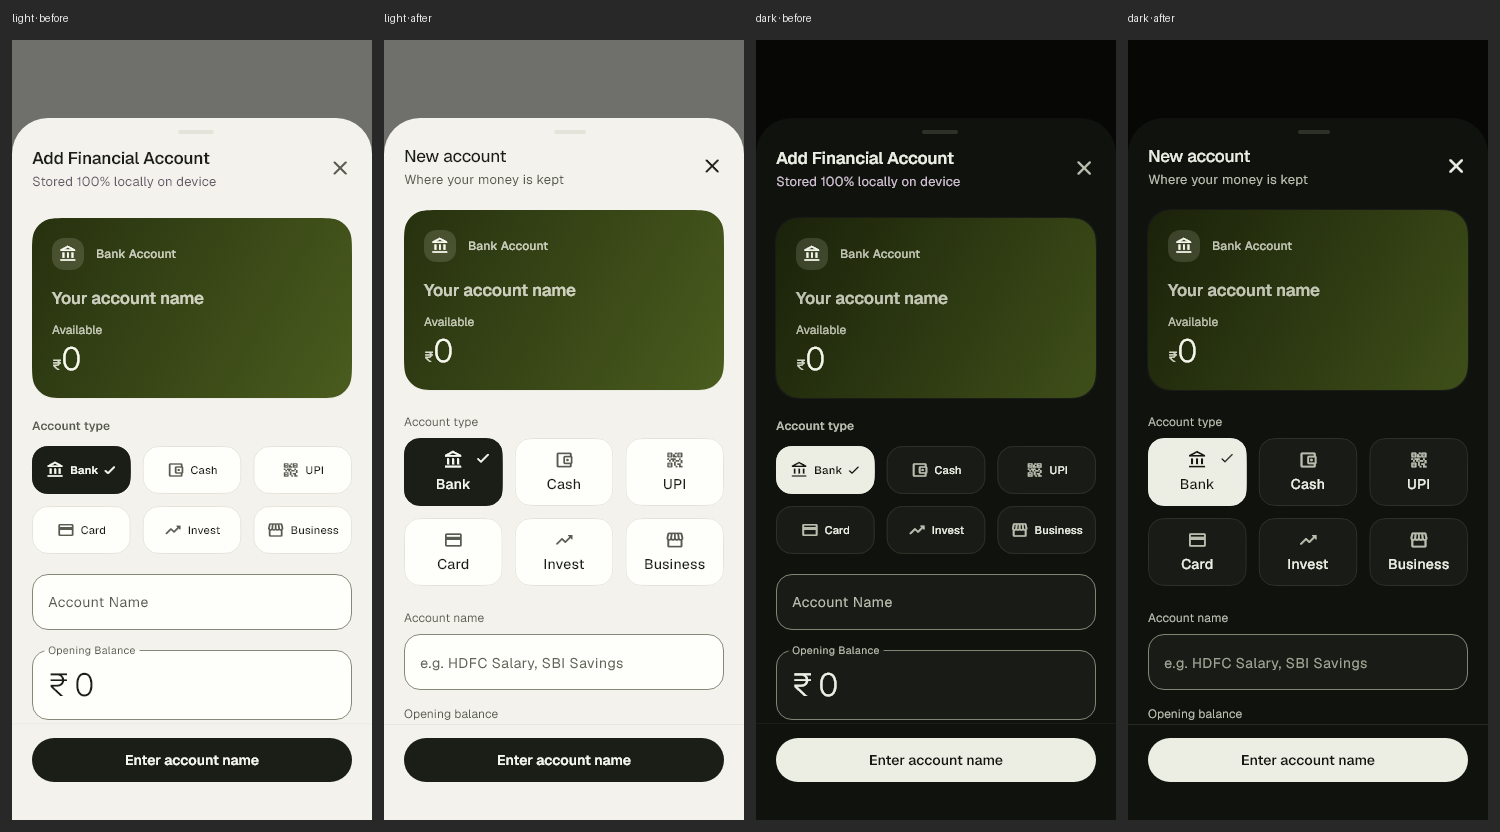 light·before
Add Financial Account
Stored 100% locally on device
Bank Account
Your account name
Available
₹0
Account type
Bank
Cash
UPI
Card
Invest
Business
Account Name
Opening Balance
₹ 0
Enter account name
light·after
New account
Where your money is kept
Bank Account
Your account name
Available
₹0
Account type
Bank
Cash
UPI
Card
Invest
Business
Account name
e.g. HDFC Salary, SBI Savings
Opening balance
Enter account name
dark·before
Add Financial Account
Stored 100% locally on device
Bank Account
Your account name
Available
₹0
Account type
Bank
Cash
UPI
Card
Invest
Business
Account Name
Opening Balance
₹ 0
Enter account name
dark·after
New account
Where your money is kept
Bank Account
Your account name
Available
₹0
Account type
Bank
Cash
UPI
Card
Invest
Business
Account name
e.g. HDFC Salary, SBI Savings
Opening balance
Enter account name